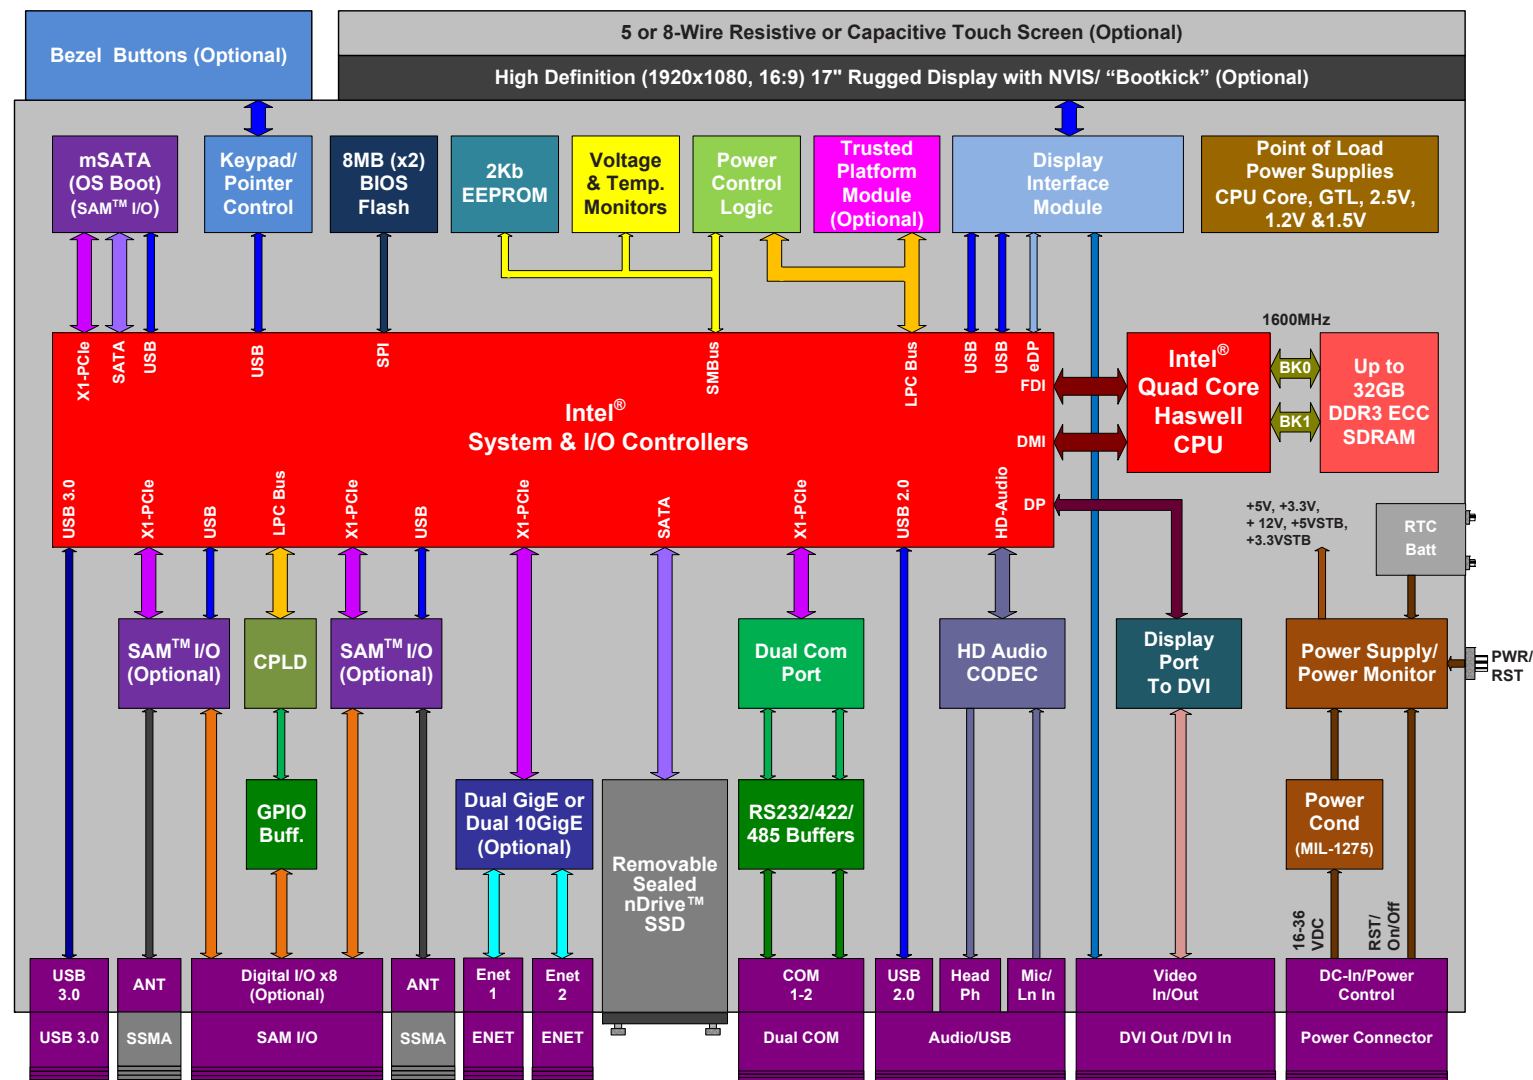 Bezel Buttons (Optional)
5 or 8-Wire Resistive or Capacitive Touch Screen (Optional)
High Definition (1920x1080, 16:9) 17" Rugged Display with NVIS/ “Bootkick” (Optional)
mSATA
(OS Boot)
(SAM™ I/O)
Keypad/
Pointer
Control
8MB (x2)
BIOS
Flash
2Kb
EEPROM
Voltage
& Temp.
Monitors
Power
Control
Logic
Trusted
Platform
Module
(Optional)
Display
Interface
Module
Point of Load
Power Supplies
CPU Core, GTL, 2.5V,
1.2V &1.5V
X1-PCIe
SATA
USB
USB
SPI
SMBus
LPC Bus
USB
USB
eDP
FDI
DMI
DP
Intel®
System & I/O Controllers
Intel®
Quad Core
Haswell
CPU
1600MHz
BK0
BK1
Up to
32GB
DDR3 ECC
SDRAM
USB 3.0
X1-PCIe
USB
LPC Bus
X1-PCIe
USB
X1-PCIe
SATA
X1-PCIe
USB 2.0
HD-Audio
+5V, +3.3V,
+ 12V, +5VSTB,
+3.3VSTB
RTC
Batt
SAM™ I/O
(Optional)
CPLD
SAM™ I/O
(Optional)
Dual Com
Port
HD Audio
CODEC
Display
Port
To DVI
Power Supply/
Power Monitor
PWR/
RST
GPIO
Buff.
Dual GigE or
Dual 10GigE
(Optional)
Removable
Sealed
nDrive™
SSD
RS232/422/
485 Buffers
Power
Cond
(MIL-1275)
16-36
VDC
RST/
On/Off
USB
3.0
ANT
Digital I/O x8
(Optional)
ANT
Enet
1
Enet
2
COM
1-2
USB
2.0
Head
Ph
Mic/
Ln In
Video
In/Out
DC-In/Power
Control
USB 3.0
SSMA
SAM I/O
SSMA
ENET
ENET
Dual COM
Audio/USB
DVI Out /DVI In
Power Connector